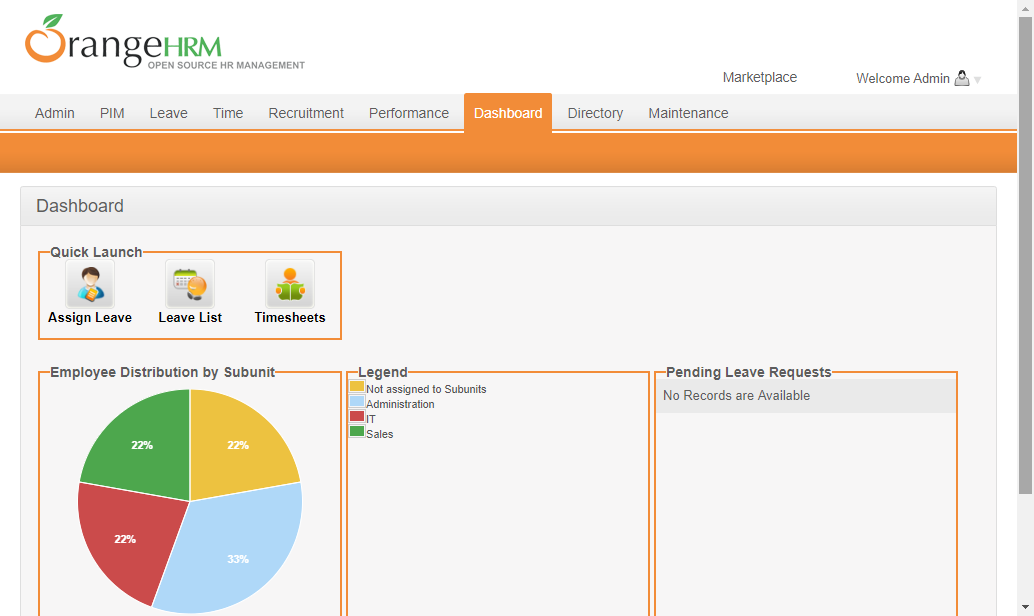 OrangeHRM
OPEN SOURCE HR MANAGEMENT
Marketplace Welcome Admin
Admin PIM Leave Time Recruitment Performance Dashboard Directory Maintenance
Dashboard
Quick Launch
Assign Leave Leave List Timesheets
Employee Distribution by Subunit
22% 22%
22%
33%
Legend
Not assigned to Subunits
Administration
IT
Sales
Pending Leave Requests
No Records are Available